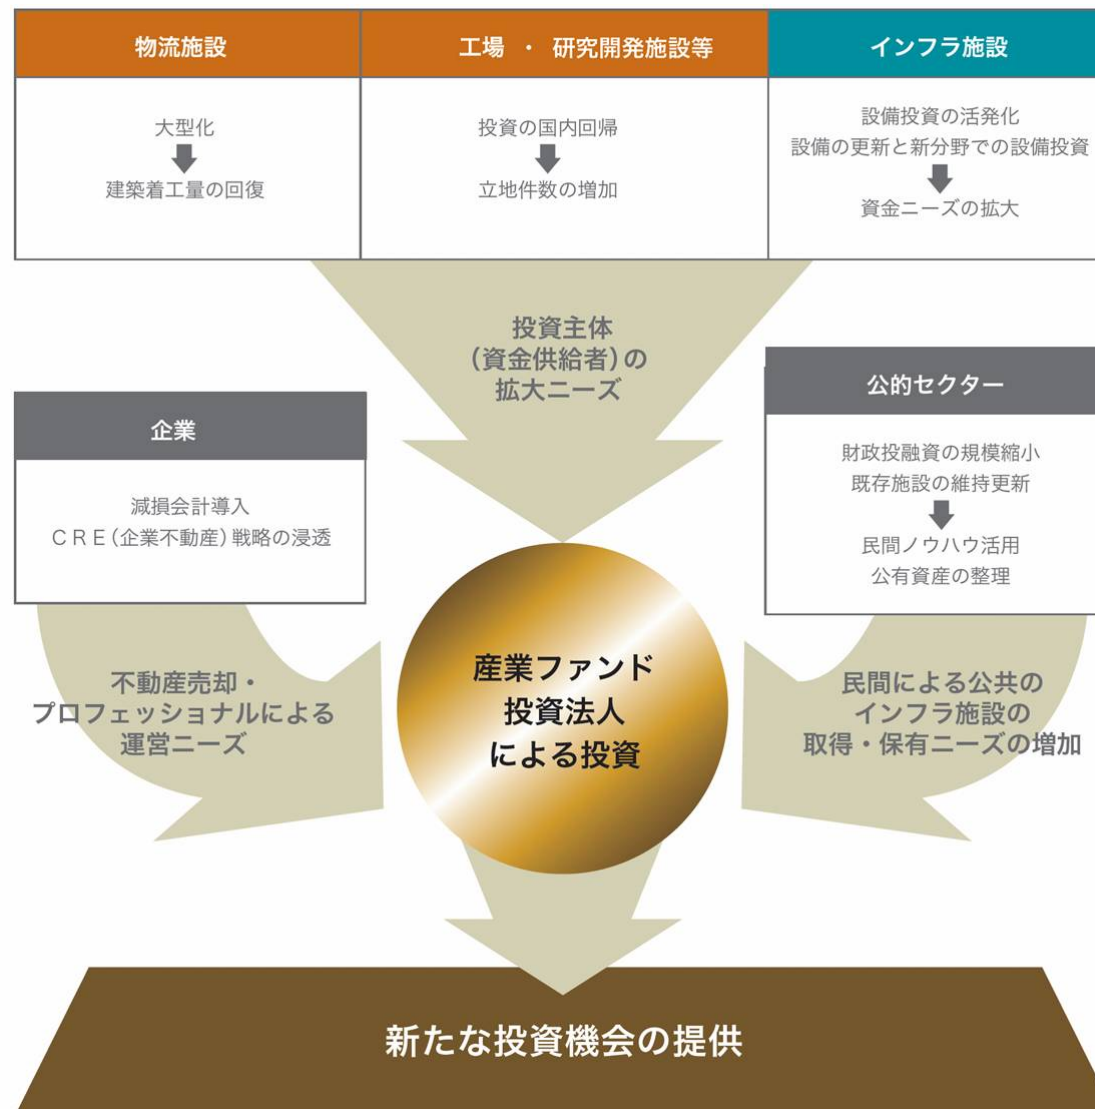 物流施設
工場 ・ 研究開発施設等
インフラ施設
大型化
建築着工量の回復
投資の国内回帰
立地件数の増加
設備投資の活発化
設備の更新と新分野での設備投資
資金ニーズの拡大
投資主体
（資金供給者）の
拡大ニーズ
企業
減損会計導入
ＣＲＥ（企業不動産）戦略の浸透
公的セクター
財政投融資の規模縮小
既存施設の維持更新
民間ノウハウ活用
公有資産の整理
不動産売却・
プロフェッショナルによる
運営ニーズ
産業ファンド
投資法人
による投資
民間による公共の
インフラ施設の
取得・保有ニーズの増加
新たな投資機会の提供